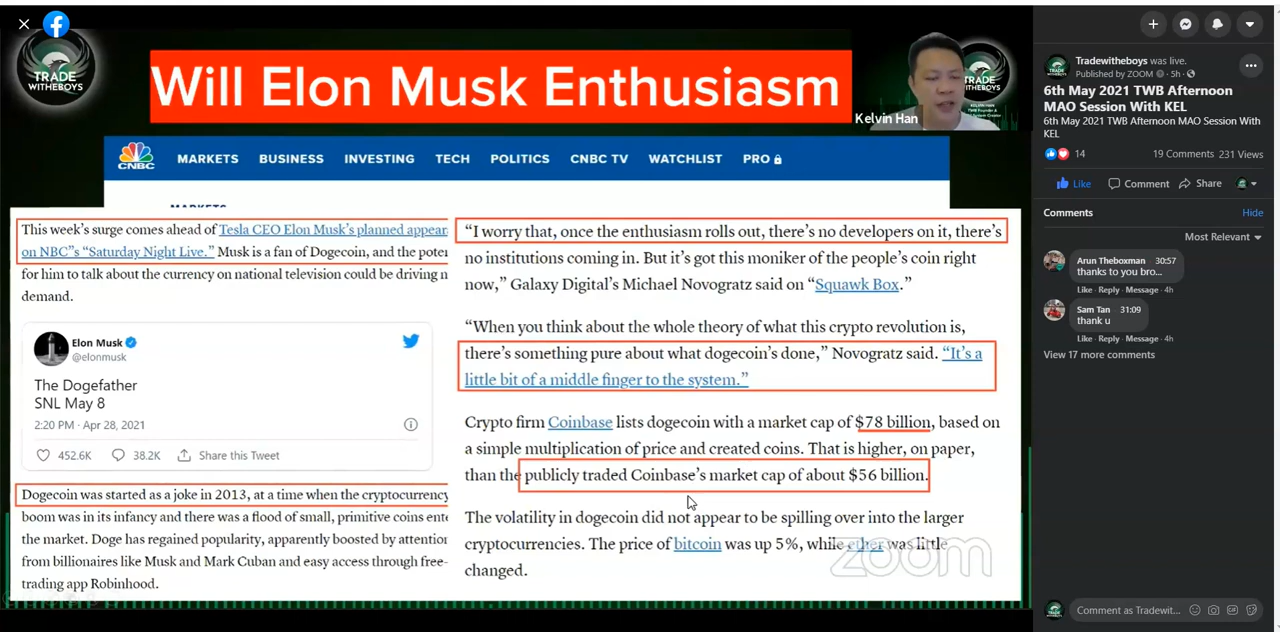 TRADE
WITHEBOYS
Will Elon Musk Enthusiasm
TRADE
WITHEBOYS
KELVIN HAN
Kelvin Han
CNBC
MARKETS BUSINESS INVESTING TECH POLITICS CNBC TV WATCHLIST PRO
MARKETS
This week's surge comes ahead of Tesla CEO Elon Musk's planned appear
on NBC"s "Saturday Night Live." Musk is a fan of Dogecoin, and the poten
for him to talk about the currency on national television could be driving n
demand.
Elon Musk
@elonmusk
The Dogefather
SNL May 8
2:20 PM · Apr 28, 2021
452.6K 38.2K Share this Tweet
Dogecoin was started as a joke in 2013, at a time when the cryptocurrency
boom was in its infancy and there was a flood of small, primitive coins ente
the market. Doge has regained popularity, apparently boosted by attention
from billionaires like Musk and Mark Cuban and easy access through free-
trading app Robinhood.
"I worry that, once the enthusiasm rolls out, there's no developers on it, there's
no institutions coming in. But it's got this moniker of the people's coin right
now," Galaxy Digital's Michael Novogratz said on "Squawk Box."
"When you think about the whole theory of what this crypto revolution is,
there's something pure about what dogecoin's done," Novogratz said. "It's a
little bit of a middle finger to the system."
Crypto firm Coinbase lists dogecoin with a market cap of $78 billion, based on
a simple multiplication of price and created coins. That is higher, on paper,
than the publicly traded Coinbase's market cap of about $56 billion.
The volatility in dogecoin did not appear to be spilling over into the larger
cryptocurrencies. The price of bitcoin was up 5%, while ether was little
changed.
zoom
Tradewitheboys was live.
Published by ZOOM · 5h ·
6th May 2021 TWB Afternoon
MAO Session With KEL
6th May 2021 TWB Afternoon MAO Session With
KEL
14 19 Comments 231 Views
Like Comment Share
Comments Hide
Most Relevant
Arun Theboxman 30:57
thanks to you bro...
Like · Reply · Message · 4h
Sam Tan 31:09
thank u
Like · Reply · Message · 4h
View 17 more comments
Comment as Tradewit...
GIF